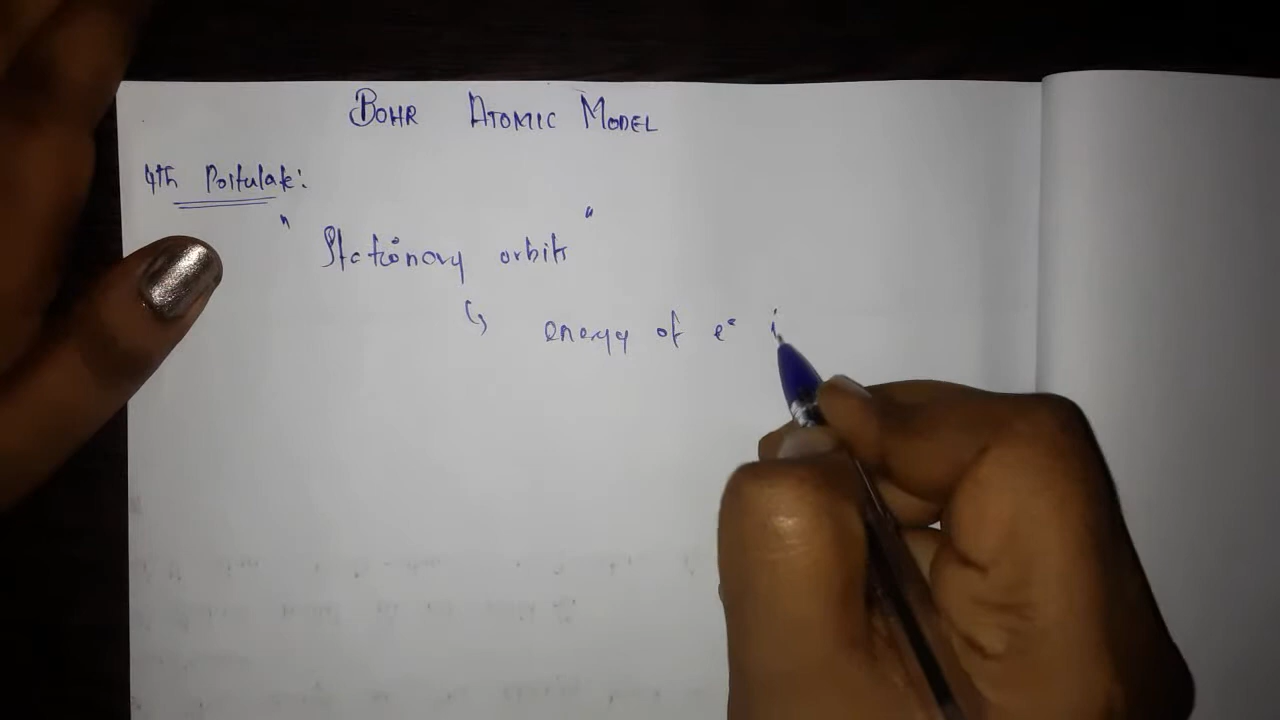 BOHR ATOMIC MODEL
4th Postulate:
" Stationary orbits "
↳ energy of e⁻ i